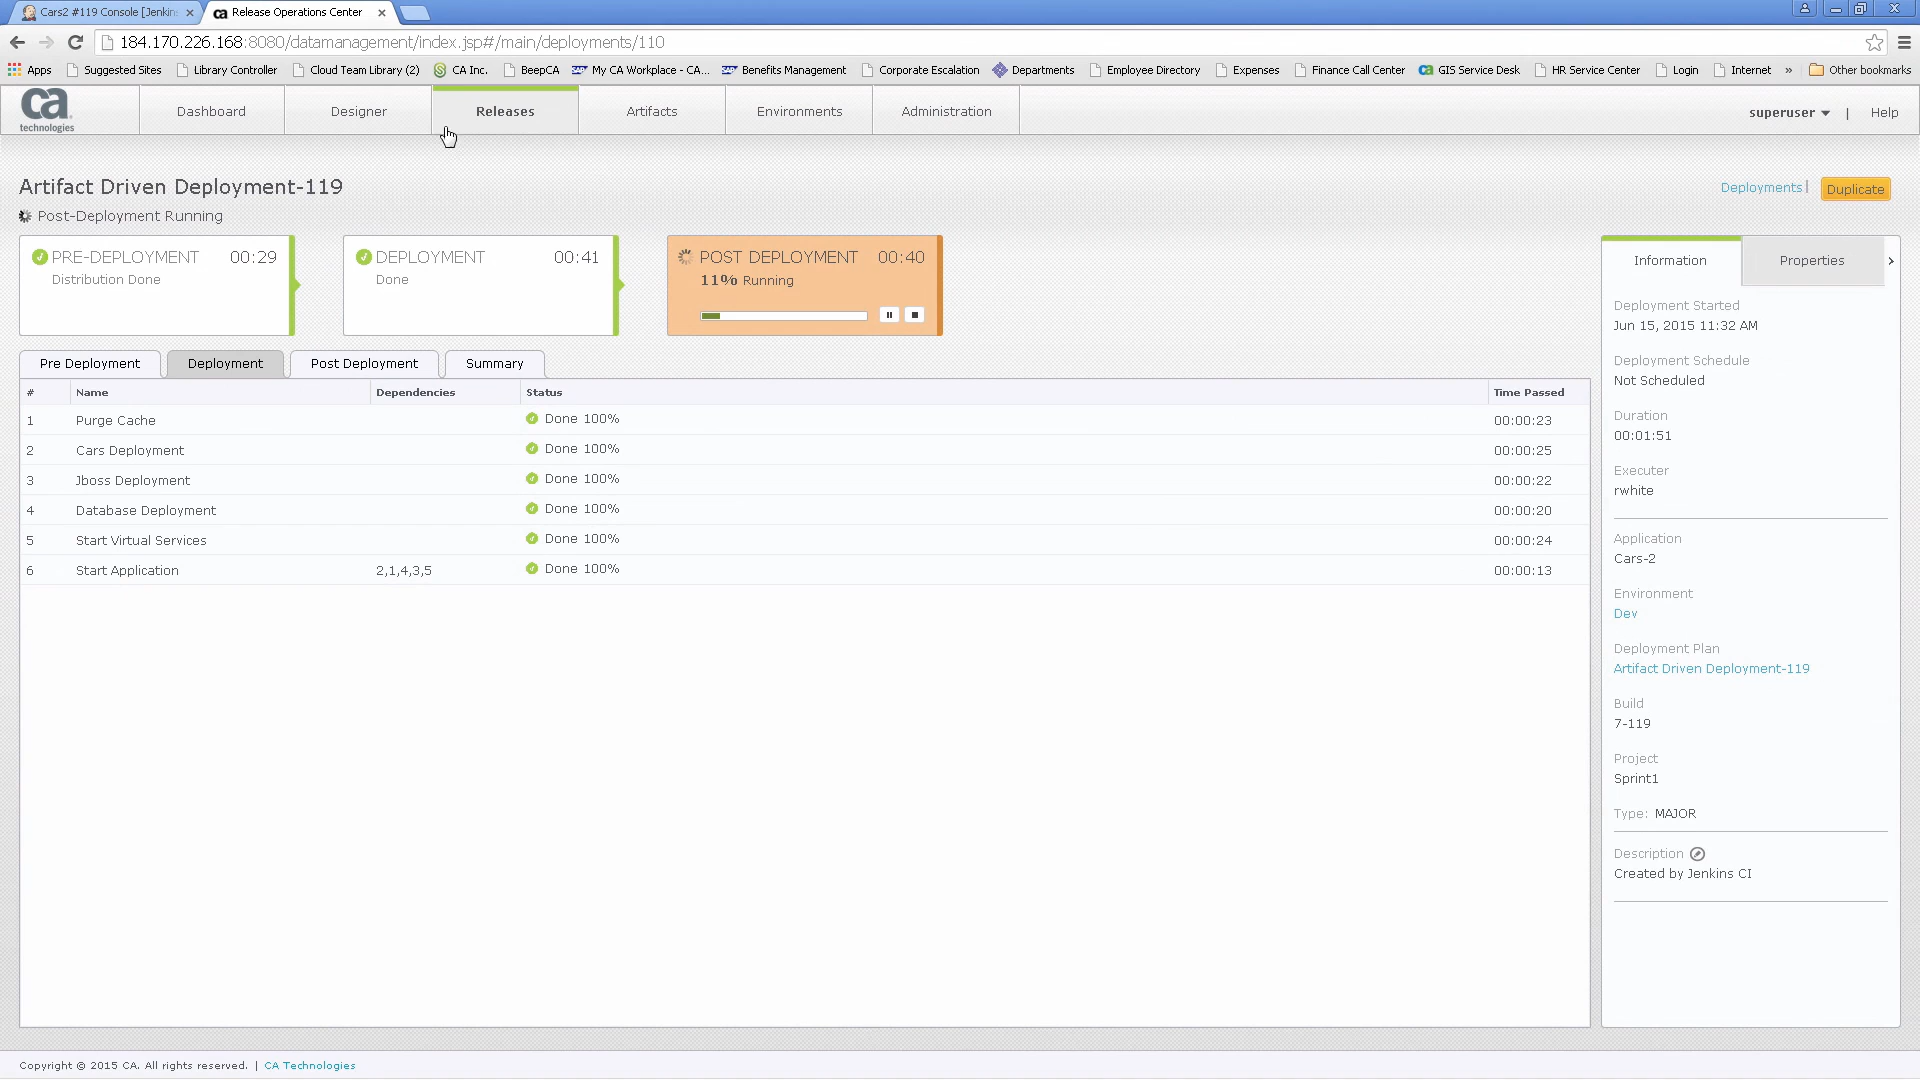 Cars2 #119 Console [Jenkin
Release Operations Center
184.170.226.168:8080/datamanagement/index.jsp#/main/deployments/110
Apps Suggested Sites Library Controller Cloud Team Library (2) CA Inc. BeepCA My CA Workplace - CA... Benefits Management Corporate Escalation Departments Employee Directory Expenses Finance Call Center GIS Service Desk HR Service Center Login Internet » Other bookmarks
ca technologies
Dashboard Designer Releases Artifacts Environments Administration
superuser | Help
Artifact Driven Deployment-119
Deployments | Duplicate
Post-Deployment Running
PRE-DEPLOYMENT 00:29
Distribution Done
DEPLOYMENT 00:41
Done
POST DEPLOYMENT 00:40
11% Running
Pre Deployment Deployment Post Deployment Summary
# Name Dependencies Status Time Passed
1 Purge Cache Done 100% 00:00:23
2 Cars Deployment Done 100% 00:00:25
3 Jboss Deployment Done 100% 00:00:22
4 Database Deployment Done 100% 00:00:20
5 Start Virtual Services Done 100% 00:00:24
6 Start Application 2,1,4,3,5 Done 100% 00:00:13
Information Properties
Deployment Started
Jun 15, 2015 11:32 AM
Deployment Schedule
Not Scheduled
Duration
00:01:51
Executer
rwhite
Application
Cars-2
Environment
Dev
Deployment Plan
Artifact Driven Deployment-119
Build
7-119
Project
Sprint1
Type: MAJOR
Description
Created by Jenkins CI
Copyright © 2015 CA. All rights reserved. | CA Technologies